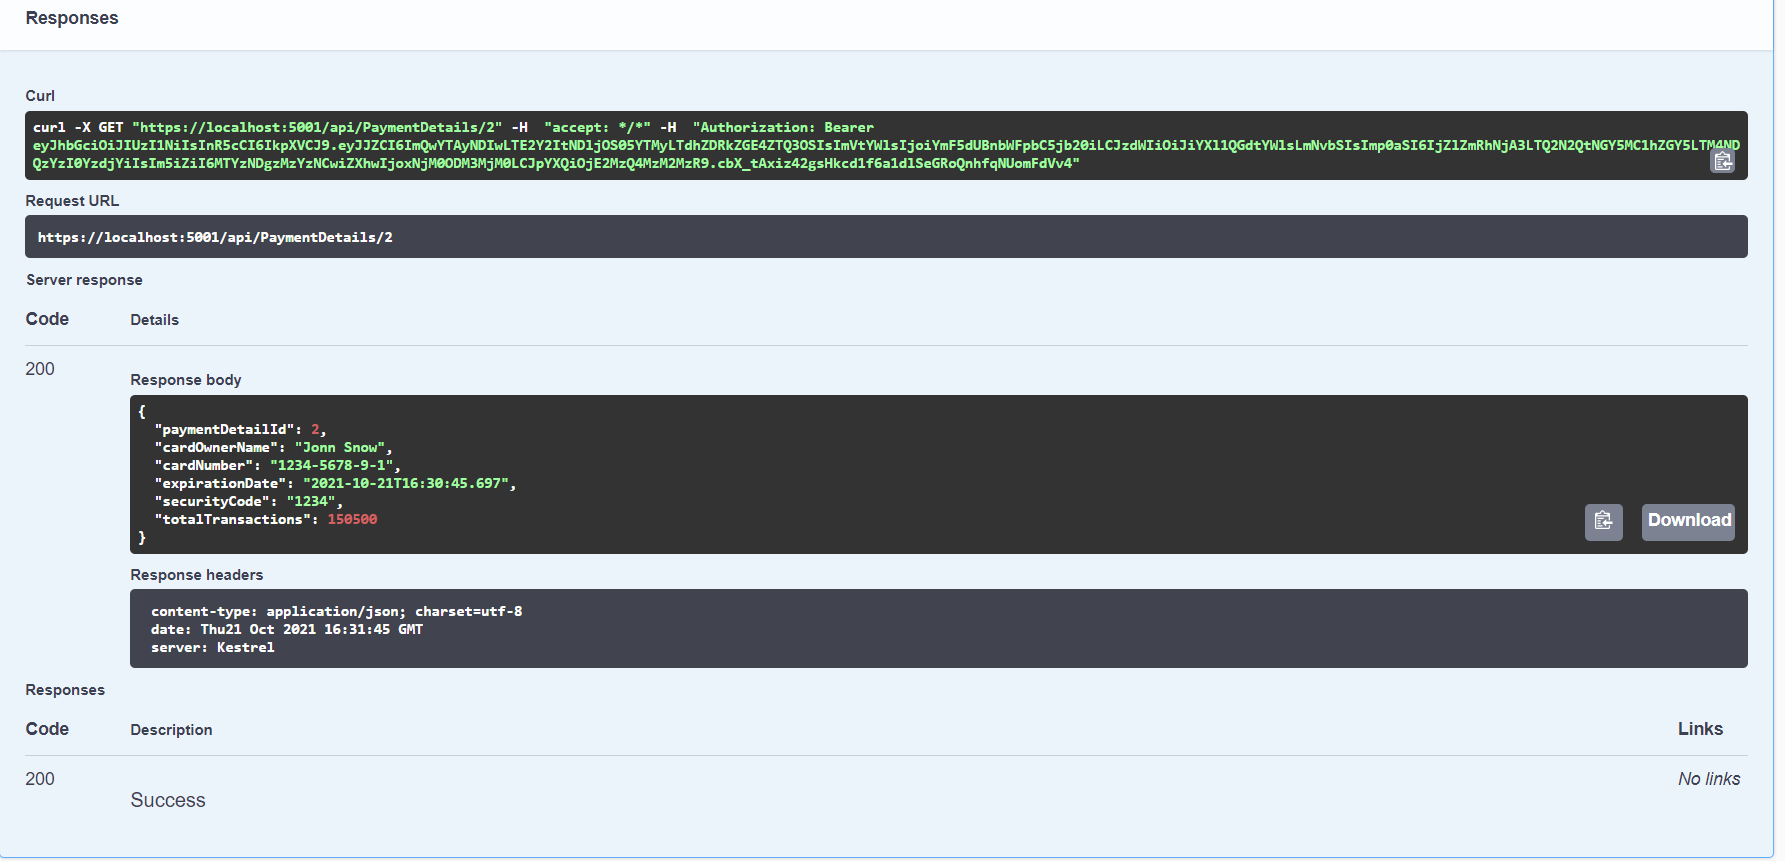 Responses
Curl
curl -X GET "https://localhost:5001/api/PaymentDetails/2" -H  "accept: */*" -H  "Authorization: Bearer
Request URL
https://localhost:5001/api/PaymentDetails/2
Server response
Code Details
200
Response body
{
"paymentDetailId": 2,
"cardOwnerName": "Jonn Snow",
"cardNumber": "1234-5678-9-1",
"expirationDate": "2021-10-21T16:30:45.697",
"securityCode": "1234",
"totalTransactions": 150500
}
Download
Response headers
content-type: application/json; charset=utf-8
date: Thu21 Oct 2021 16:31:45 GMT
server: Kestrel
Responses
Code Description Links
200 No links
Success